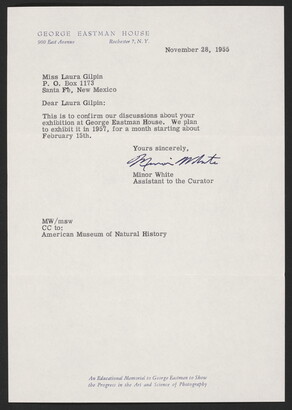 GEORGE EASTMAN HOUSE
900 East Avenue Rochester 7, N.Y.
November 28, 1955
Miss Laura Gilpin
P. O. Box 1173
Santa Fe, New Mexico
Dear Laura Gilpin:
This is to confirm our discussions about your
exhibition at George Eastman House. We plan
to exhibit it in 1957, for a month starting about
February 15th.
Yours sincerely,
Minor White
Minor White
Assistant to the Curator
MW/msw
CC to:
American Museum of Natural History
An Educational Memorial to George Eastman to Show
the Progress in the Art and Science of Photography